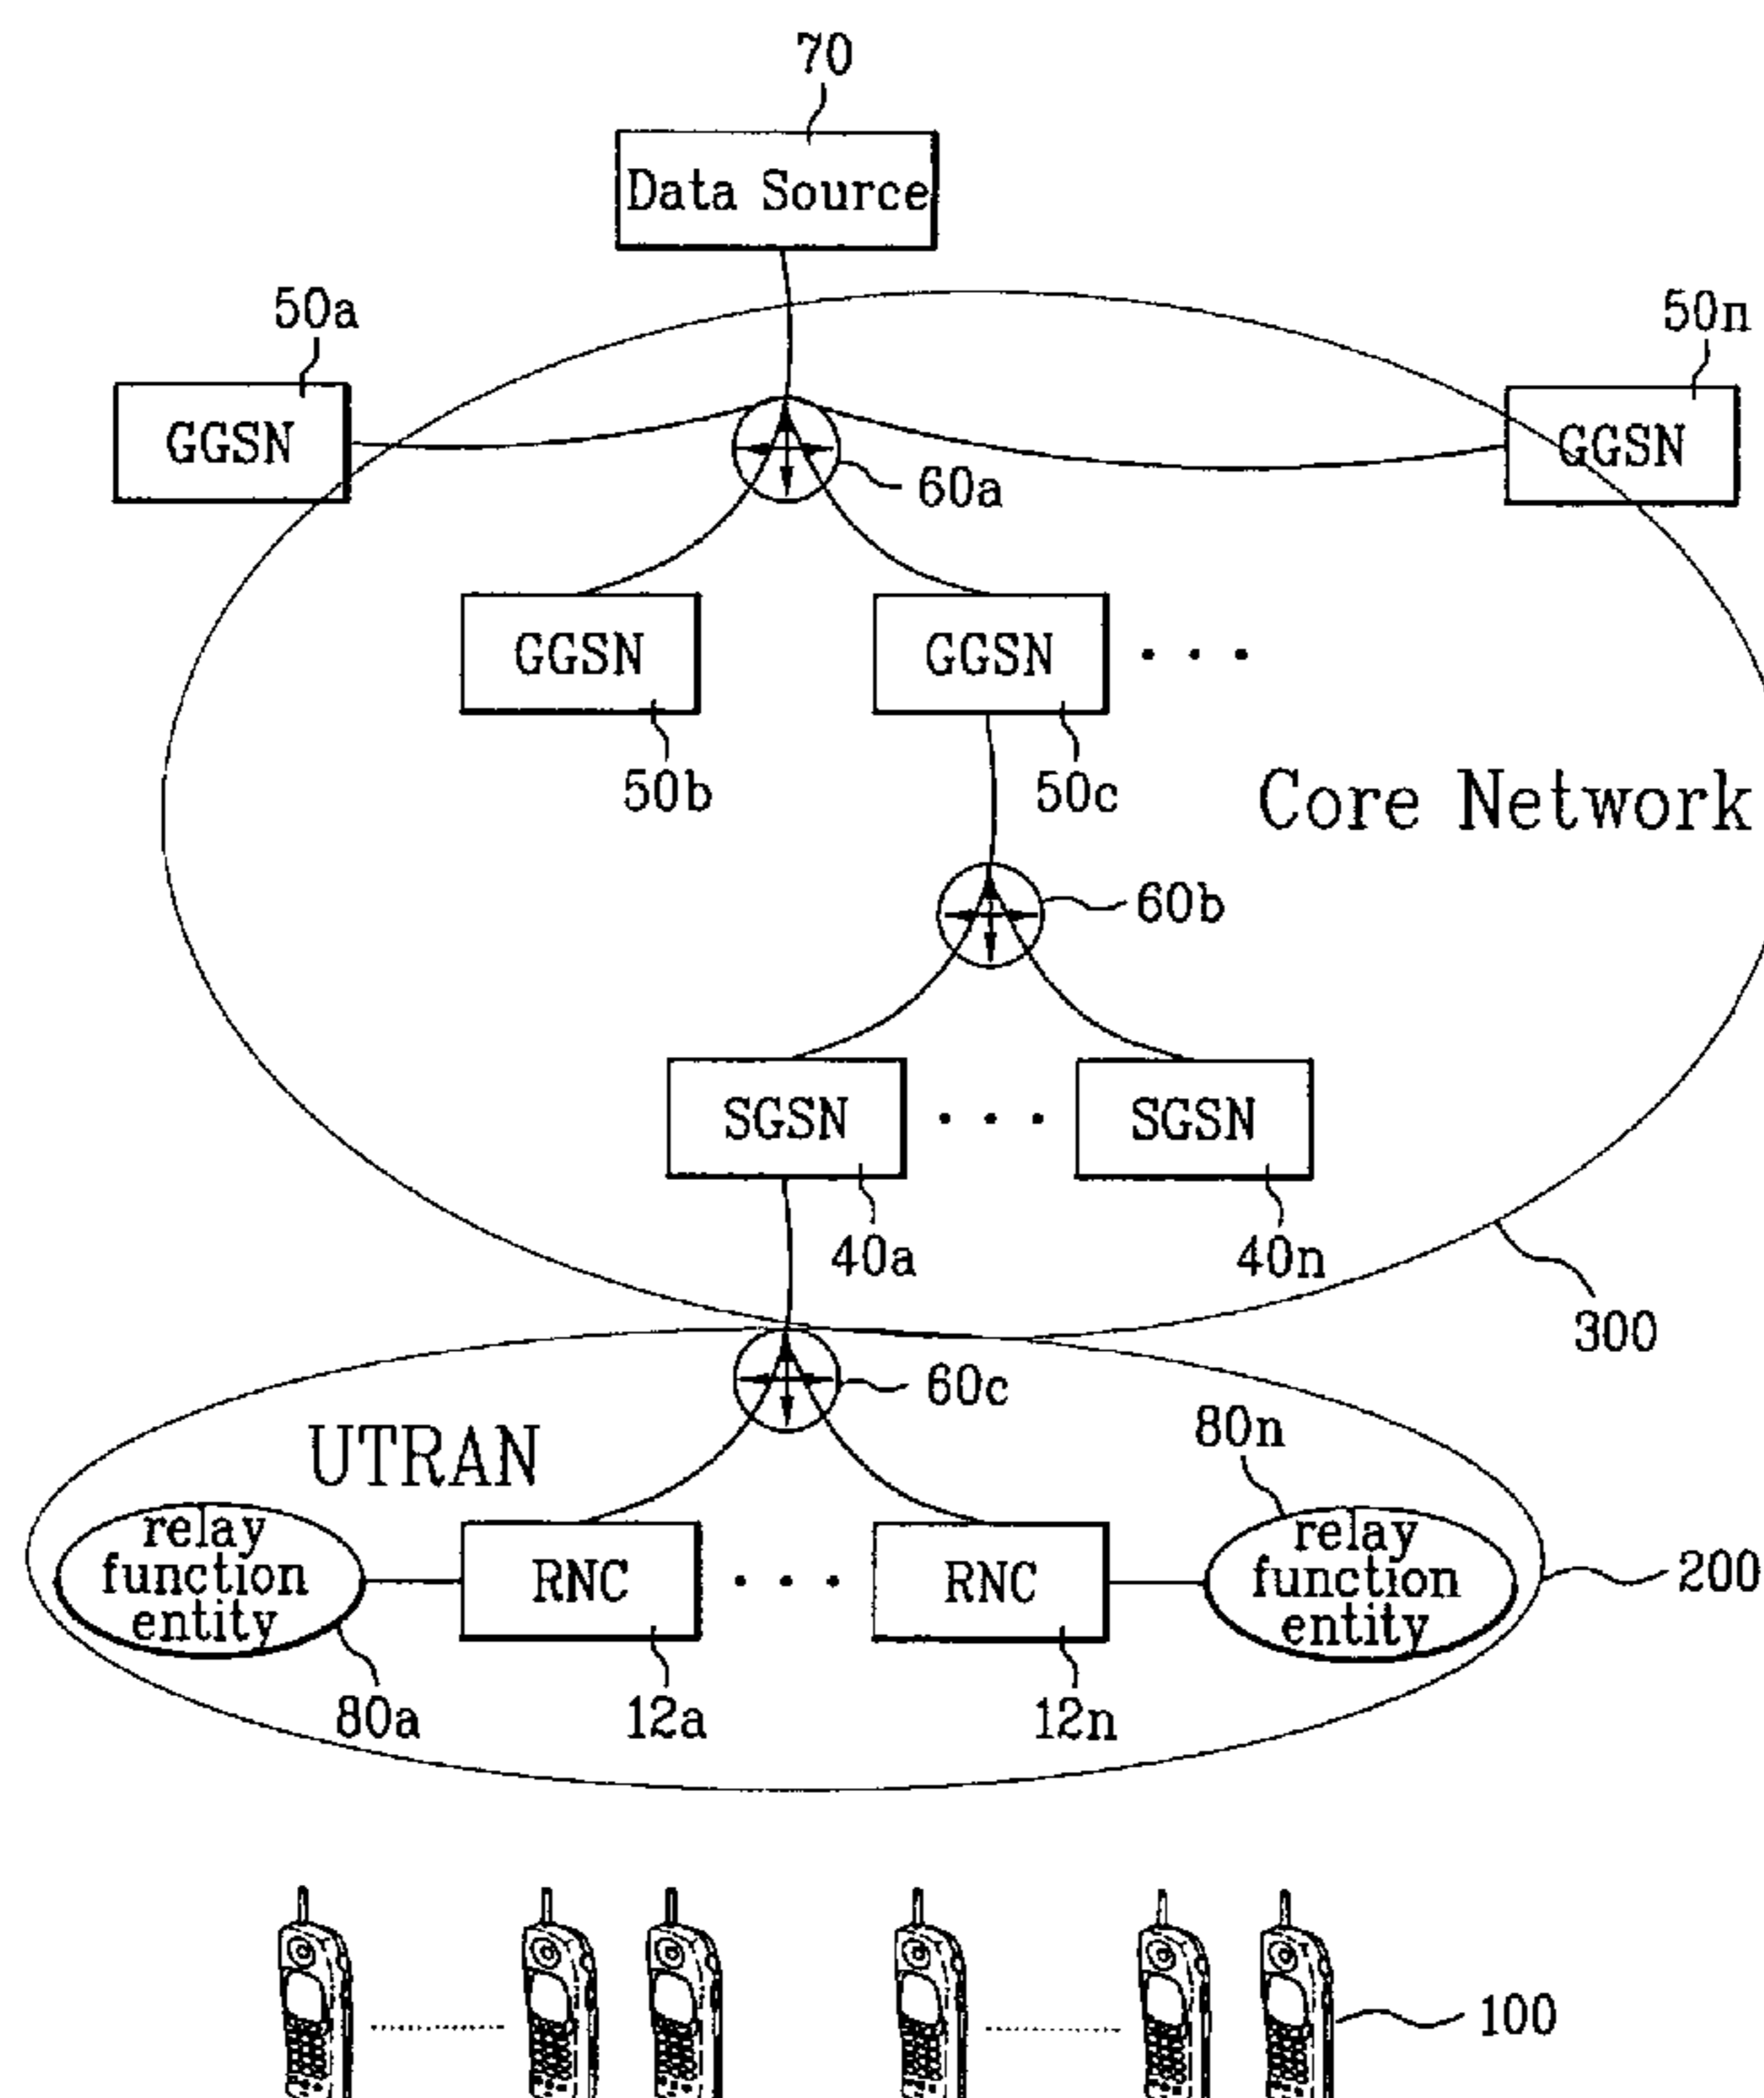 70
Data Source
50a
50n
GGSN
GGSN
60a
GGSN
GGSN
• • •
50b
50c
Core Network
60b
SGSN
• • •
SGSN
40a
40n
300
60c
UTRAN
80n
relay
function
entity
RNC
• • •
RNC
relay
function
entity
200
80a
12a
12n
100